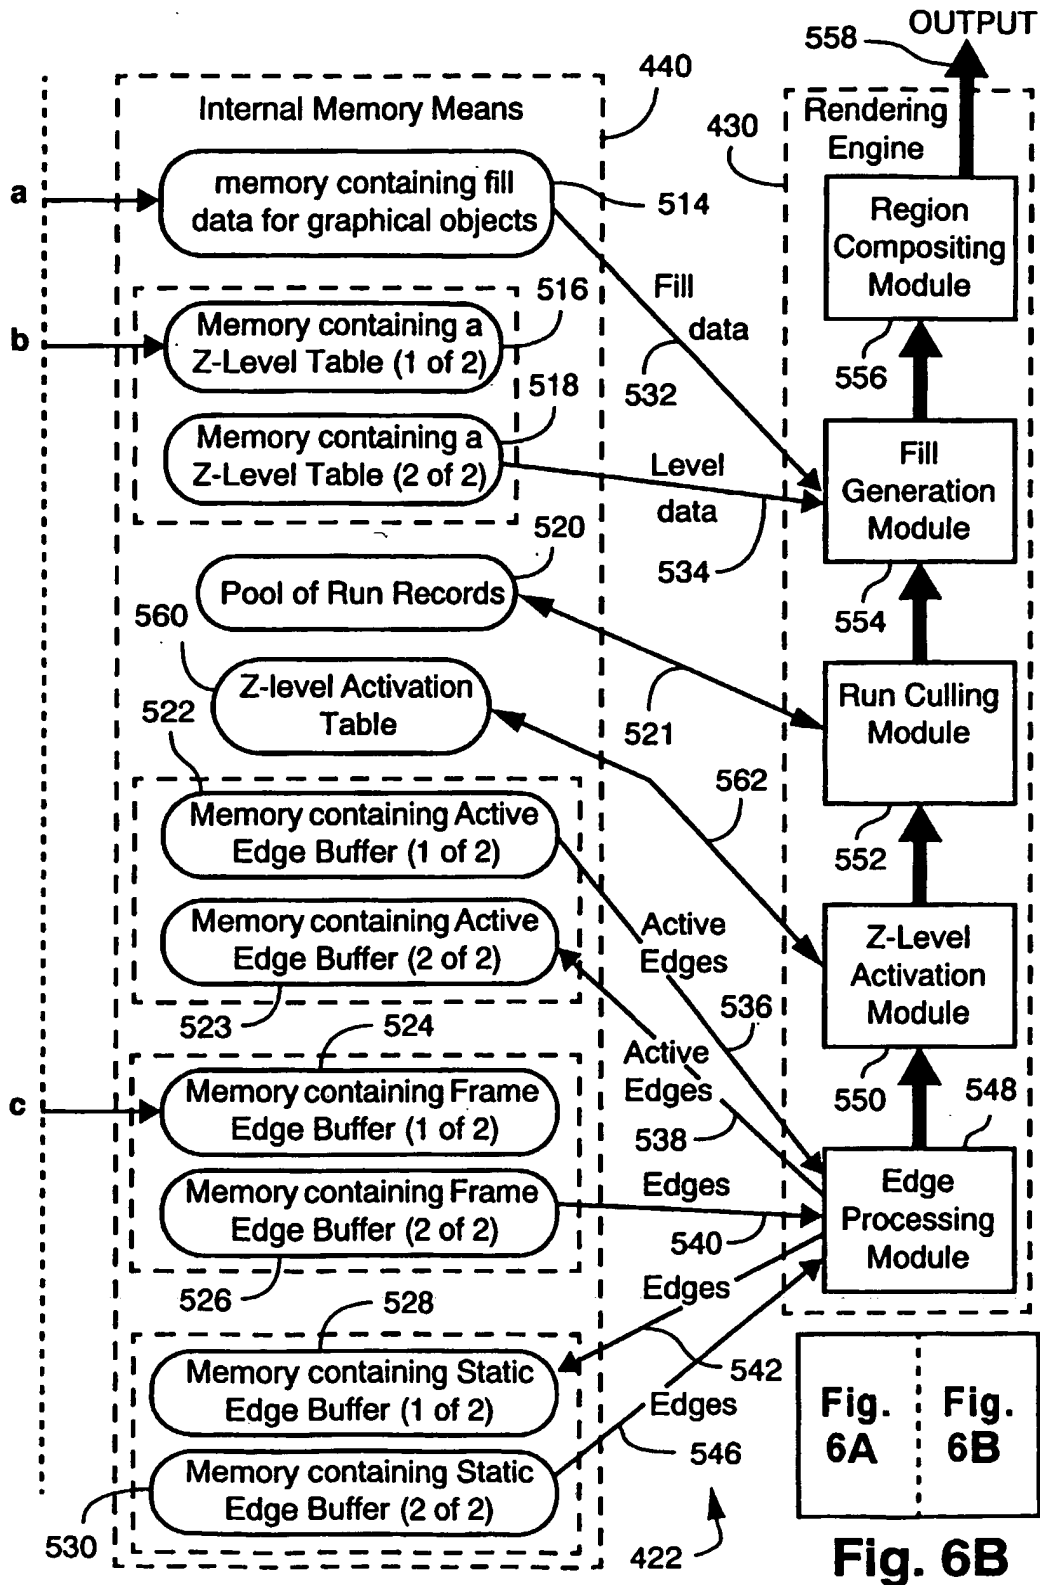 OUTPUT
558
440
Internal Memory Means
430
Rendering
Engine
a
memory containing fill
data for graphical objects
514
Region
Compositing
Module
Fill
data
532
556
b
Memory containing a
Z-Level Table (1 of 2)
516
518
Memory containing a
Z-Level Table (2 of 2)
Level
data
534
Fill
Generation
Module
554
520
Pool of Run Records
521
Run Culling
Module
552
560
Z-level Activation
Table
562
522
Memory containing Active
Edge Buffer (1 of 2)
Memory containing Active
Edge Buffer (2 of 2)
523
Active
Edges
536
Active
Edges
538
Z-Level
Activation
Module
550
548
524
c
Memory containing Frame
Edge Buffer (1 of 2)
Memory containing Frame
Edge Buffer (2 of 2)
526
Edges
540
Edge
Processing
Module
528
Edges
542
Memory containing Static
Edge Buffer (1 of 2)
Memory containing Static
Edge Buffer (2 of 2)
530
Edges
546
422
Fig.
6A
Fig.
6B
Fig. 6B